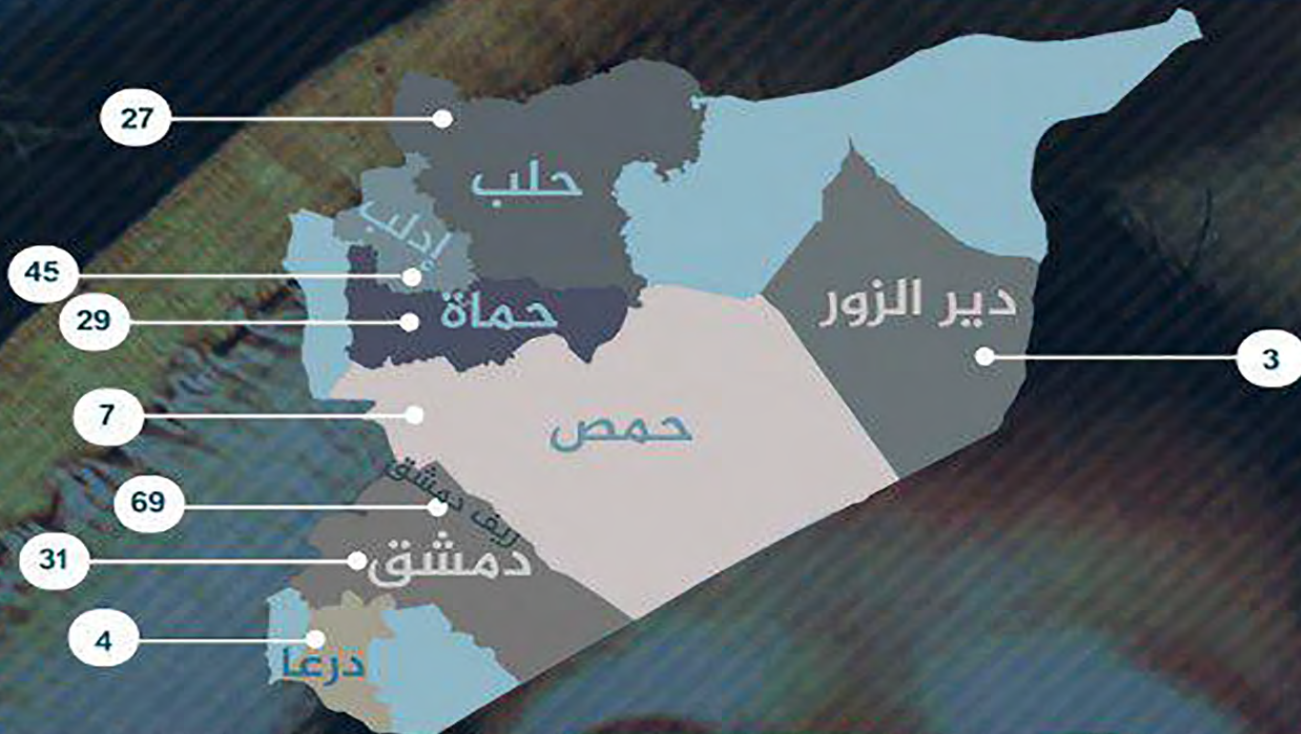 27
حلب
إدلب
45
حماة
29
دير الزور
3
7
حمص
ريف دمشق
69
دمشق
31
4
درعا